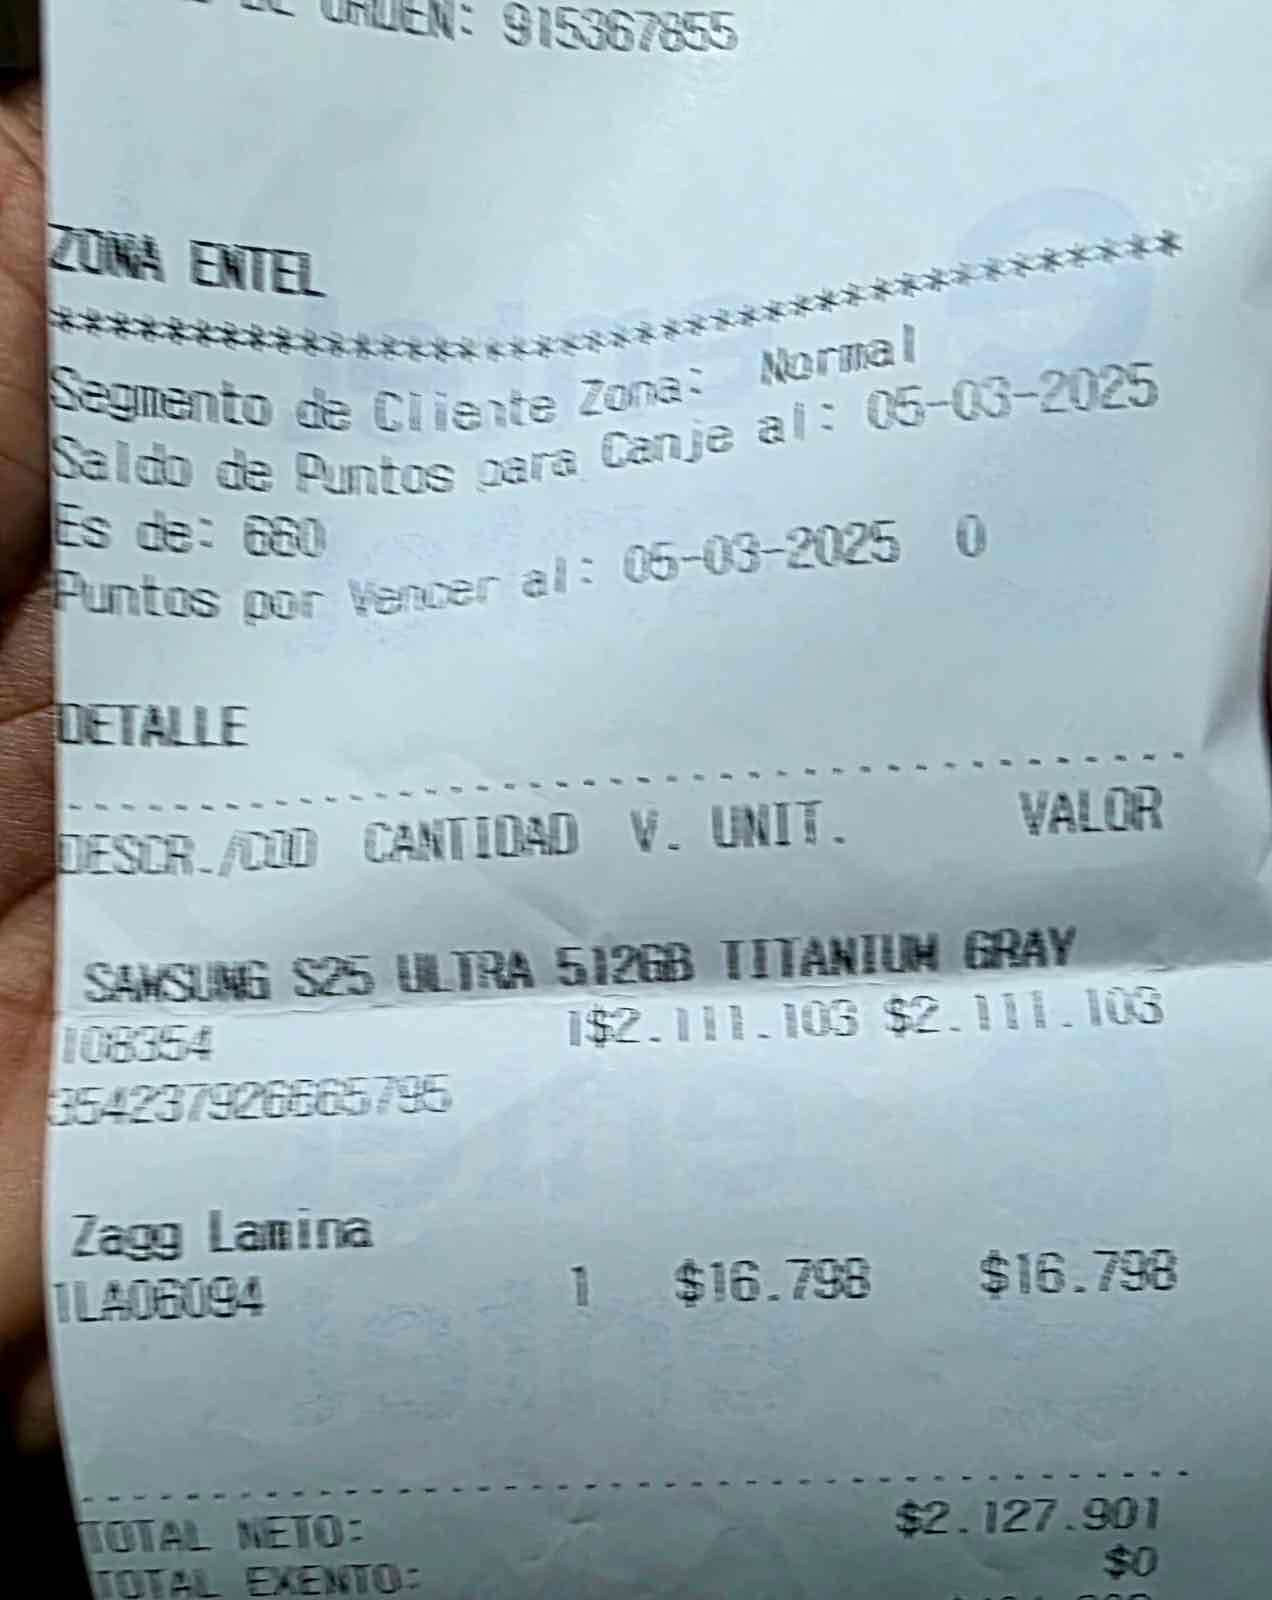 DE ORDEN: 915367855
ZONA ENTEL
****************************************
Segmento de Cliente Zona: Normal
Saldo de Puntos para Canje al: 05-03-2025
Es de: 660
Puntos por Vencer al: 05-03-2025 0
DETALLE
----------------------------------------
DESCR./COD CANTIDAD V. UNIT. VALOR
SAMSUNG S25 ULTRA 512GB TITANIUM GRAY
108354 1$2.111.103 $2.111.103
354237926665795
Zagg Lamina
1LA06094 1 $16.798 $16.798
----------------------------------------
TOTAL NETO: $2.127.901
TOTAL EXENTO: $0